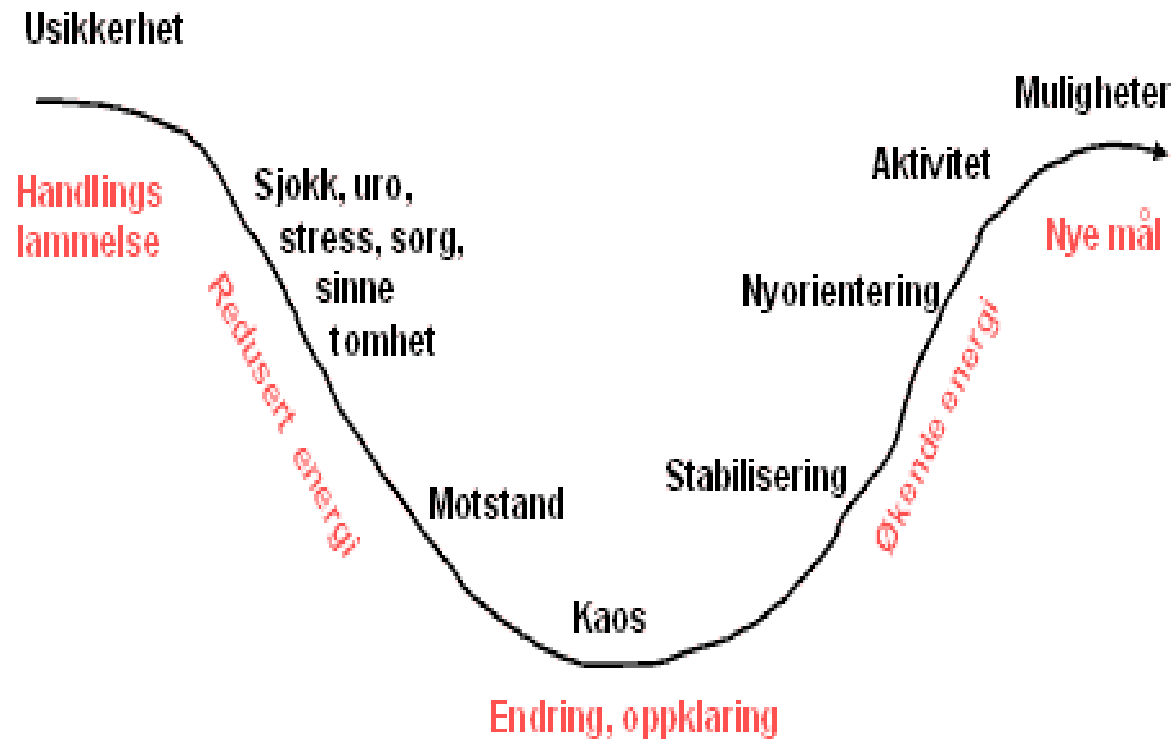 Usikkerhet
Handlings
lammelse
Sjokk, uro,
stress, sorg,
sinne
tomhet
Redusert energi
Motstand
Kaos
Endring, oppklaring
Stabilisering
Økende energi
Nyorientering
Aktivitet
Muligheter
Nye mål